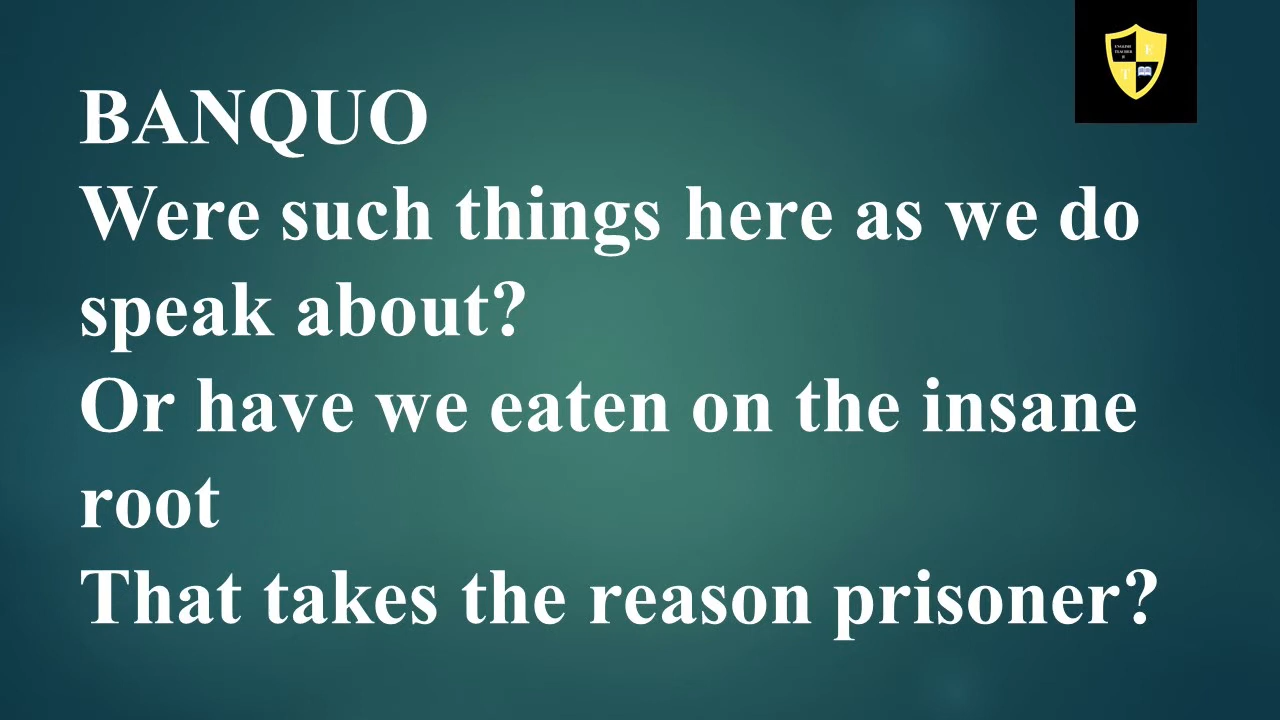 BANQUO
Were such things here as we do
speak about?
Or have we eaten on the insane
root
That takes the reason prisoner?
E
T